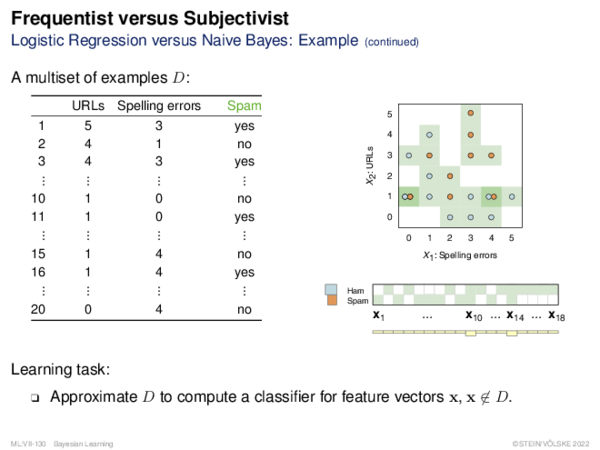 Frequentist versus Subjectivist
Logistic Regression versus Naive Bayes: Example (continued)
A multiset of examples D:
URLs Spelling errors Spam
1 5 3 yes
2 4 1 no
3 4 3 yes
⋮ ⋮ ⋮ ⋮
10 1 0 no
11 1 0 yes
⋮ ⋮ ⋮ ⋮
15 1 4 no
16 1 4 yes
⋮ ⋮ ⋮ ⋮
20 0 4 no
X₂: URLs
5
4
3
2
1
0
0 1 2 3 4 5
X₁: Spelling errors
Ham
Spam
x₁ ... x₁₀ ... x₁₄ ... x₁₈
Learning task:
❑ Approximate D to compute a classifier for feature vectors x, x ∉ D.
ML:VII-130 Bayesian Learning ©STEIN/VÖLSKE 2022